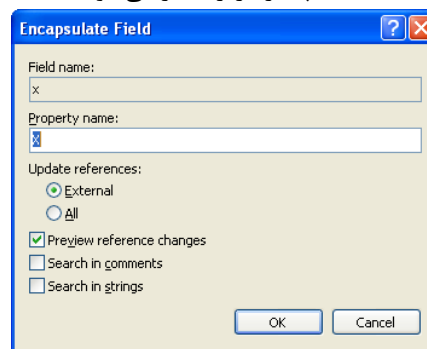 Encapsulate Field
Field name:
x
Property name:
x
Update references:
External
All
Preview reference changes
Search in comments
Search in strings
OK Cancel